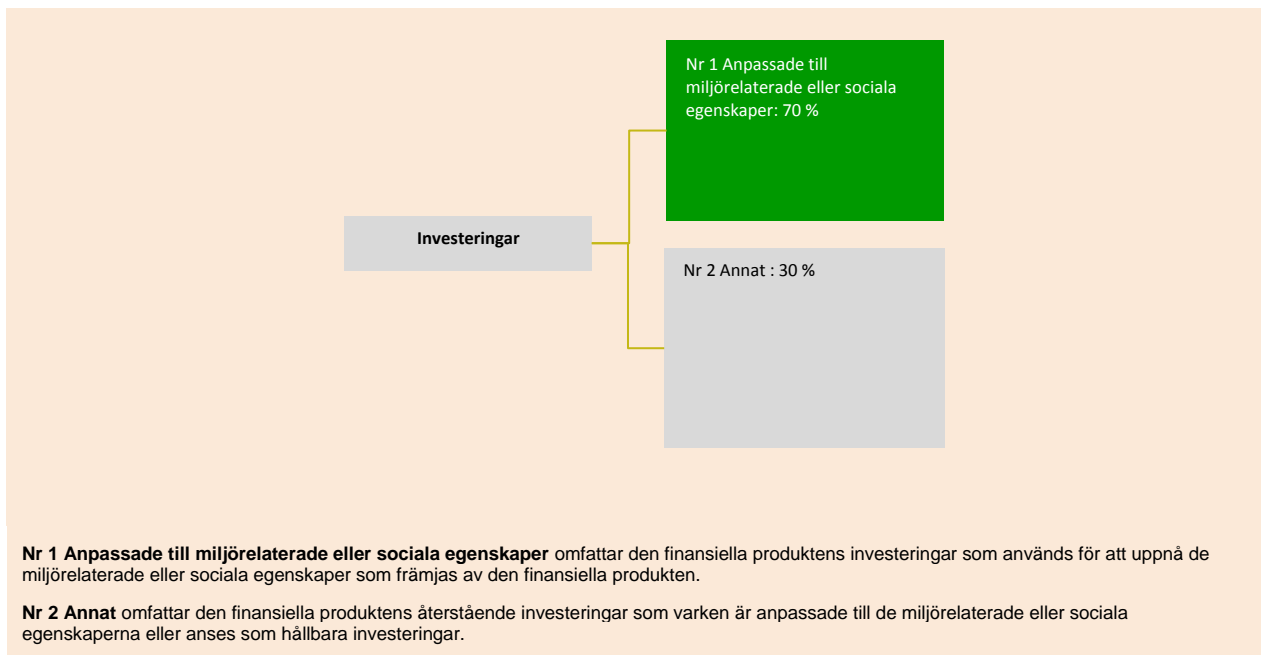 Nr 1 Anpassade till
miljörelaterade eller sociala
egenskaper: 70 %
Investeringar
Nr 2 Annat : 30 %
Nr 1 Anpassade till miljörelaterade eller sociala egenskaper omfattar den finansiella produktens investeringar som används för att uppnå de
miljörelaterade eller sociala egenskaper som främjas av den finansiella produkten.
Nr 2 Annat omfattar den finansiella produktens återstående investeringar som varken är anpassade till de miljörelaterade eller sociala
egenskaperna eller anses som hållbara investeringar.